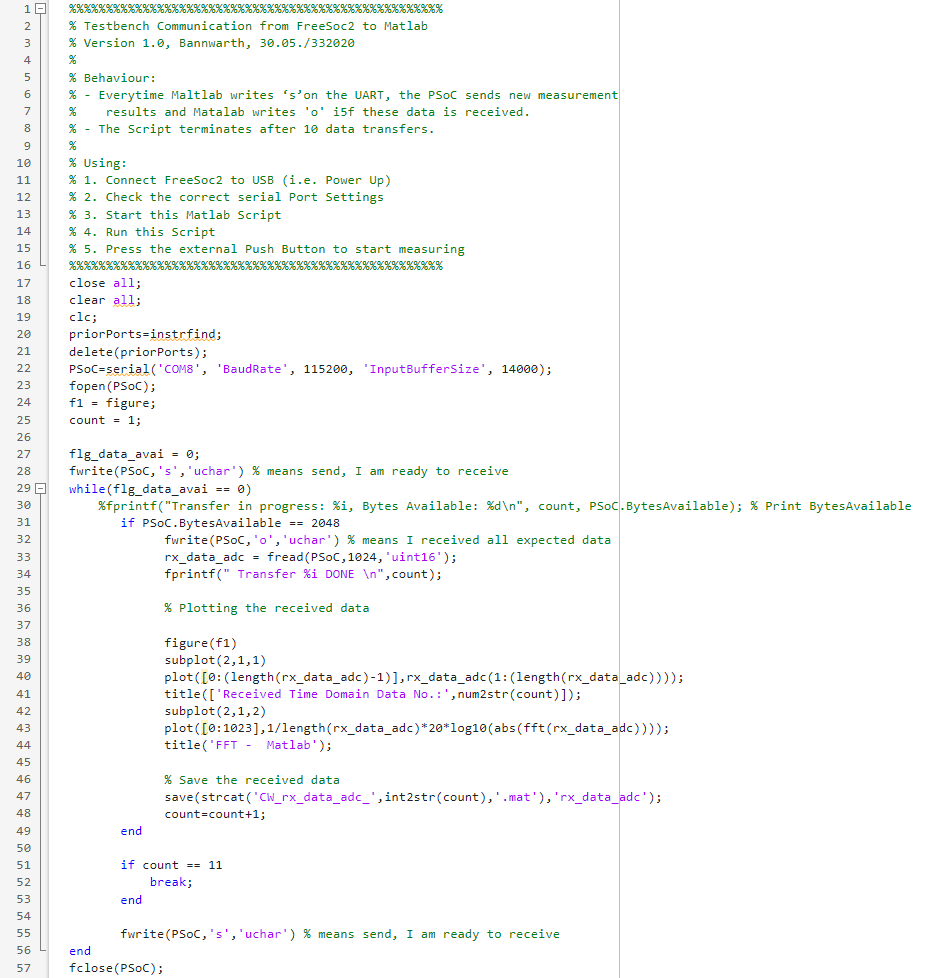 1 %%%%%%%%%%%%%%%%%%%%%%%%%%%%%%%%%%%%%%%%%%%%%%%%%%%
2 % Testbench Communication from FreeSoc2 to Matlab
3 % Version 1.0, Bannwarth, 30.05./332020
4 %
5 % Behaviour:
6 % - Everytime Maltlab writes ‘s’on the UART, the PSoC sends new measurement
7 %    results and Matalab writes 'o' i5f these data is received.
8 % - The Script terminates after 10 data transfers.
9 %
10 % Using:
11 % 1. Connect FreeSoc2 to USB (i.e. Power Up)
12 % 2. Check the correct serial Port Settings
13 % 3. Start this Matlab Script
14 % 4. Run this Script
15 % 5. Press the external Push Button to start measuring
16 %%%%%%%%%%%%%%%%%%%%%%%%%%%%%%%%%%%%%%%%%%%%%%%%%%%
17 close all;
18 clear all;
19 clc;
20 priorPorts=instrfind;
21 delete(priorPorts);
22 PSoC=serial('COM8', 'BaudRate', 115200, 'InputBufferSize', 14000);
23 fopen(PSoC);
24 f1 = figure;
25 count = 1;
26
27 flg_data_avai = 0;
28 fwrite(PSoC,'s','uchar') % means send, I am ready to receive
29 while(flg_data_avai == 0)
30     %fprintf("Transfer in progress: %i, Bytes Available: %d\n", count, PSoC.BytesAvailable); % Print BytesAvailable
31        if PSoC.BytesAvailable == 2048
32              fwrite(PSoC,'o','uchar') % means I received all expected data
33              rx_data_adc = fread(PSoC,1024,'uint16');
34              fprintf(" Transfer %i DONE \n",count);
35
36              % Plotting the received data
37
38              figure(f1)
39              subplot(2,1,1)
40              plot([0:(length(rx_data_adc)-1)],rx_data_adc(1:(length(rx_data_adc))));
41              title(['Received Time Domain Data No.:',num2str(count)]);
42              subplot(2,1,2)
43              plot([0:1023],1/length(rx_data_adc)*20*log10(abs(fft(rx_data_adc))));
44              title('FFT -  Matlab');
45
46              % Save the received data
47              save(strcat('CW_rx_data_adc_',int2str(count),'.mat'),'rx_data_adc');
48              count=count+1;
49        end
50
51        if count == 11
52            break;
53        end
54
55        fwrite(PSoC,'s','uchar') % means send, I am ready to receive
56 end
57 fclose(PSoC);